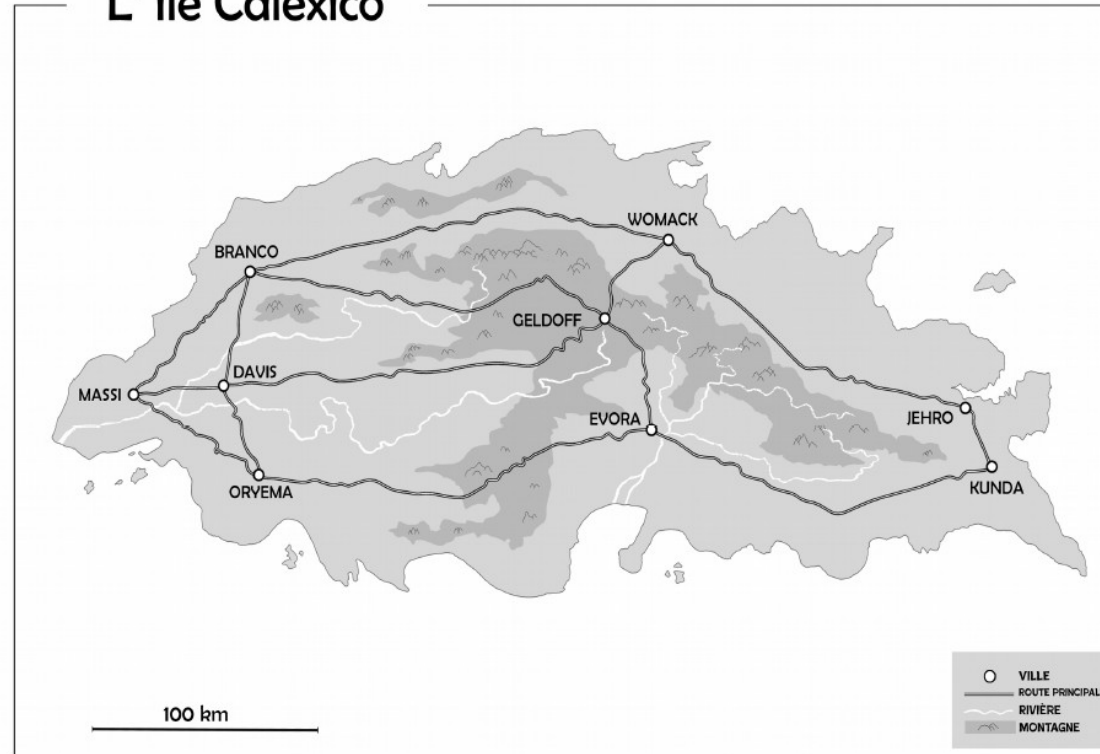 L' île Calexico
WOMACK
BRANCO
GELDOFF
DAVIS
MASSI
EVORA
JEHRO
ORYEMA
KUNDA
100 km
VILLE
ROUTE PRINCIPAL
RIVIÈRE
MONTAGNE